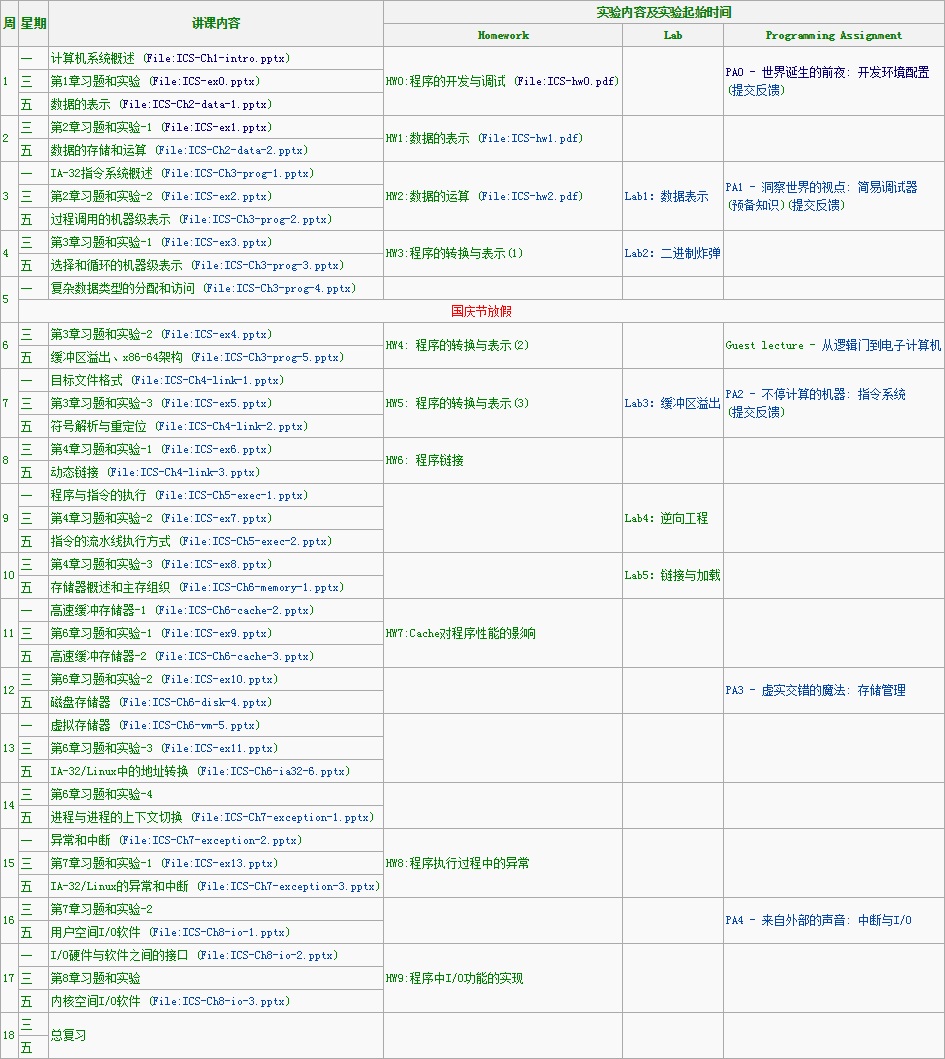 周 星期 讲课内容 实验内容及实验起始时间
Homework Lab Programming Assignment
1 一 计算机系统概述 (File:ICS-Ch1-intro.pptx)
三 第1章习题和实验 (File:ICS-ex0.pptx) HW0:程序的开发与调试 (File:ICS-hw0.pdf) PA0 - 世界诞生的前夜: 开发环境配置
(提交反馈)
五 数据的表示 (File:ICS-Ch2-data-1.pptx)
2 三 第2章习题和实验-1 (File:ICS-ex1.pptx) HW1:数据的表示 (File:ICS-hw1.pdf)
五 数据的存储和运算 (File:ICS-Ch2-data-2.pptx)
3 一 IA-32指令系统概述 (File:ICS-Ch3-prog-1.pptx)
三 第2章习题和实验-2 (File:ICS-ex2.pptx) HW2:数据的运算 (File:ICS-hw2.pdf) Lab1: 数据表示 PA1 - 洞察世界的视点: 简易调试器
(预备知识)(提交反馈)
五 过程调用的机器级表示 (File:ICS-Ch3-prog-2.pptx)
4 三 第3章习题和实验-1 (File:ICS-ex3.pptx) HW3:程序的转换与表示(1) Lab2: 二进制炸弹
五 选择和循环的机器级表示 (File:ICS-Ch3-prog-3.pptx)
5 一 复杂数据类型的分配和访问 (File:ICS-Ch3-prog-4.pptx)
国庆节放假
6 三 第3章习题和实验-2 (File:ICS-ex4.pptx) HW4: 程序的转换与表示(2) Guest lecture - 从逻辑门到电子计算机
五 缓冲区溢出、x86-64架构 (File:ICS-Ch3-prog-5.pptx)
7 一 目标文件格式 (File:ICS-Ch4-link-1.pptx)
三 第3章习题和实验-3 (File:ICS-ex5.pptx) HW5: 程序的转换与表示(3) Lab3: 缓冲区溢出 PA2 - 不停计算的机器: 指令系统
(提交反馈)
五 符号解析与重定位 (File:ICS-Ch4-link-2.pptx)
8 三 第4章习题和实验-1 (File:ICS-ex6.pptx) HW6: 程序链接
五 动态链接 (File:ICS-Ch4-link-3.pptx)
9 一 程序与指令的执行 (File:ICS-Ch5-exec-1.pptx)
三 第4章习题和实验-2 (File:ICS-ex7.pptx) Lab4: 逆向工程
五 指令的流水线执行方式 (File:ICS-Ch5-exec-2.pptx)
10 三 第4章习题和实验-3 (File:ICS-ex8.pptx) Lab5: 链接与加载
五 存储器概述和主存组织 (File:ICS-Ch6-memory-1.pptx)
11 一 高速缓冲存储器-1 (File:ICS-Ch6-cache-2.pptx)
三 第6章习题和实验-1 (File:ICS-ex9.pptx) HW7:Cache对程序性能的影响
五 高速缓冲存储器-2 (File:ICS-Ch6-cache-3.pptx)
12 三 第6章习题和实验-2 (File:ICS-ex10.pptx) PA3 - 虚实交错的魔法: 存储管理
五 磁盘存储器 (File:ICS-Ch6-disk-4.pptx)
13 一 虚拟存储器 (File:ICS-Ch6-vm-5.pptx)
三 第6章习题和实验-3 (File:ICS-ex11.pptx)
五 IA-32/Linux中的地址转换 (File:ICS-Ch6-ia32-6.pptx)
14 三 第6章习题和实验-4
五 进程与进程的上下文切换 (File:ICS-Ch7-exception-1.pptx)
15 一 异常和中断 (File:ICS-Ch7-exception-2.pptx)
三 第7章习题和实验-1 (File:ICS-ex13.pptx) HW8:程序执行过程中的异常
五 IA-32/Linux的异常和中断 (File:ICS-Ch7-exception-3.pptx)
16 三 第7章习题和实验-2 PA4 - 来自外部的声音: 中断与I/O
五 用户空间I/O软件 (File:ICS-Ch8-io-1.pptx)
17 一 I/O硬件与软件之间的接口 (File:ICS-Ch8-io-2.pptx)
三 第8章习题和实验 HW9:程序中I/O功能的实现
五 内核空间I/O软件 (File:ICS-Ch8-io-3.pptx)
18 三 总复习
五